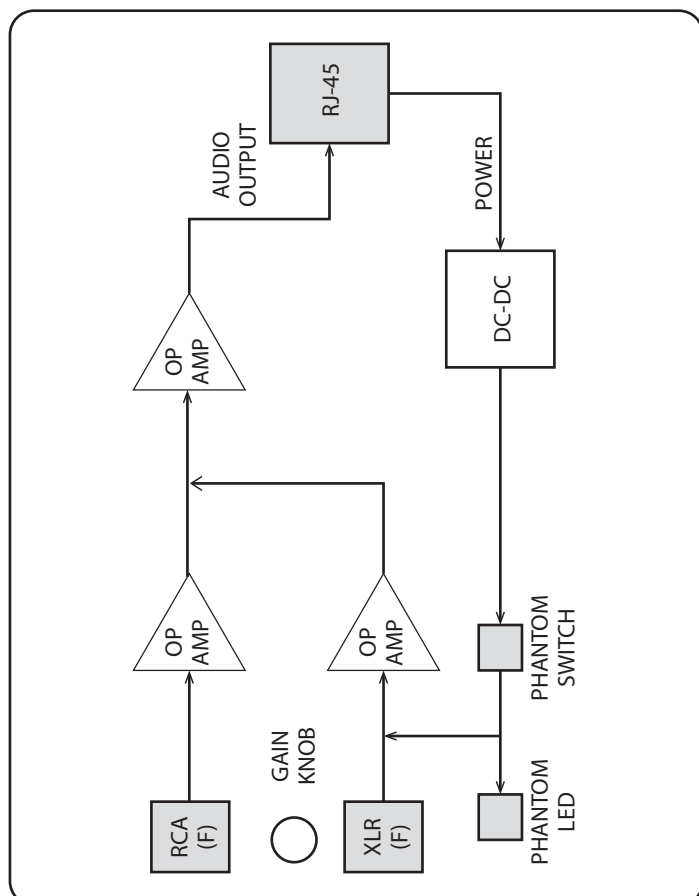 RJ-45
AUDIO
OUTPUT
POWER
DC-DC
OP
AMP
OP
AMP
OP
AMP
PHANTOM
SWITCH
GAIN
KNOB
RCA
(F)
XLR
(F)
PHANTOM
LED